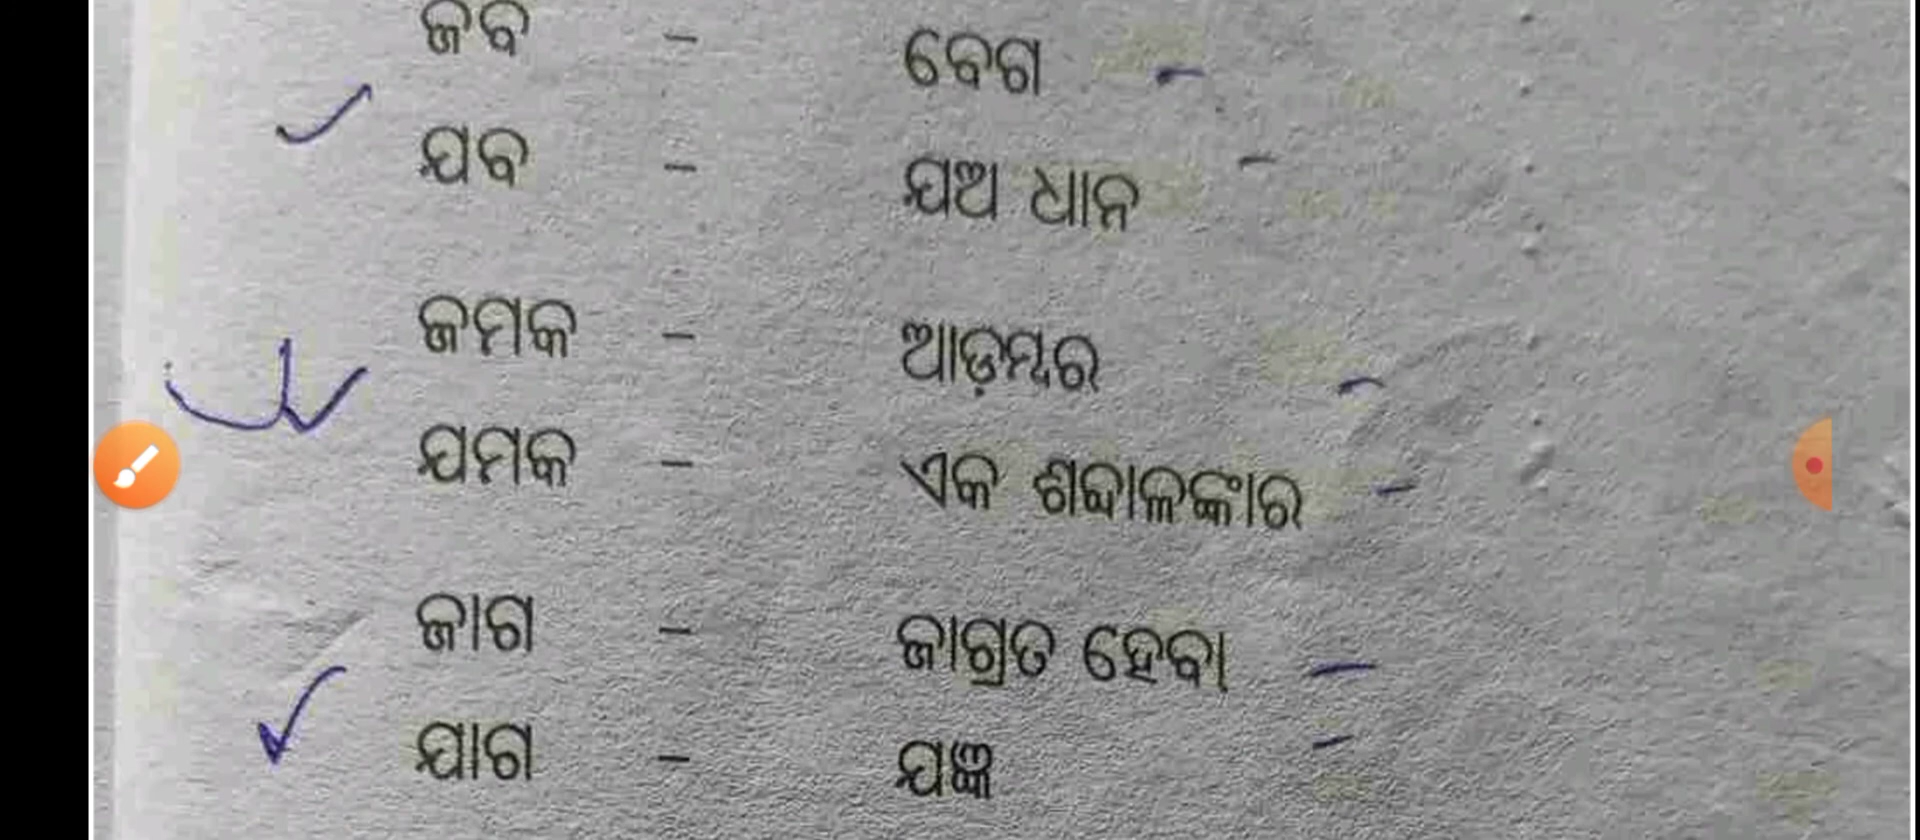 ଜବ - ବେଗ
ଯବ - ଯଅ ଧାନ
ଜମକ - ଆଡ଼ମ୍ବର
ଯମକ - ଏକ ଶବ୍ଦାଳଙ୍କାର
ଜାଗ - ଜାଗ୍ରତ ହେବା
ଯାଗ - ଯଜ୍ଞ